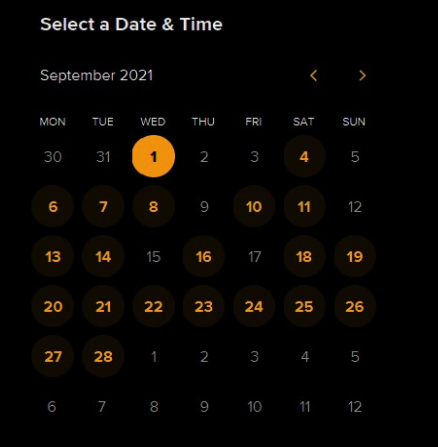 Select a Date & Time
September 2021
MON TUE WED THU FRI SAT SUN
30 31 1 2 3 4 5
6 7 8 9 10 11 12
13 14 15 16 17 18 19
20 21 22 23 24 25 26
27 28 1 2 3 4 5
6 7 8 9 10 11 12